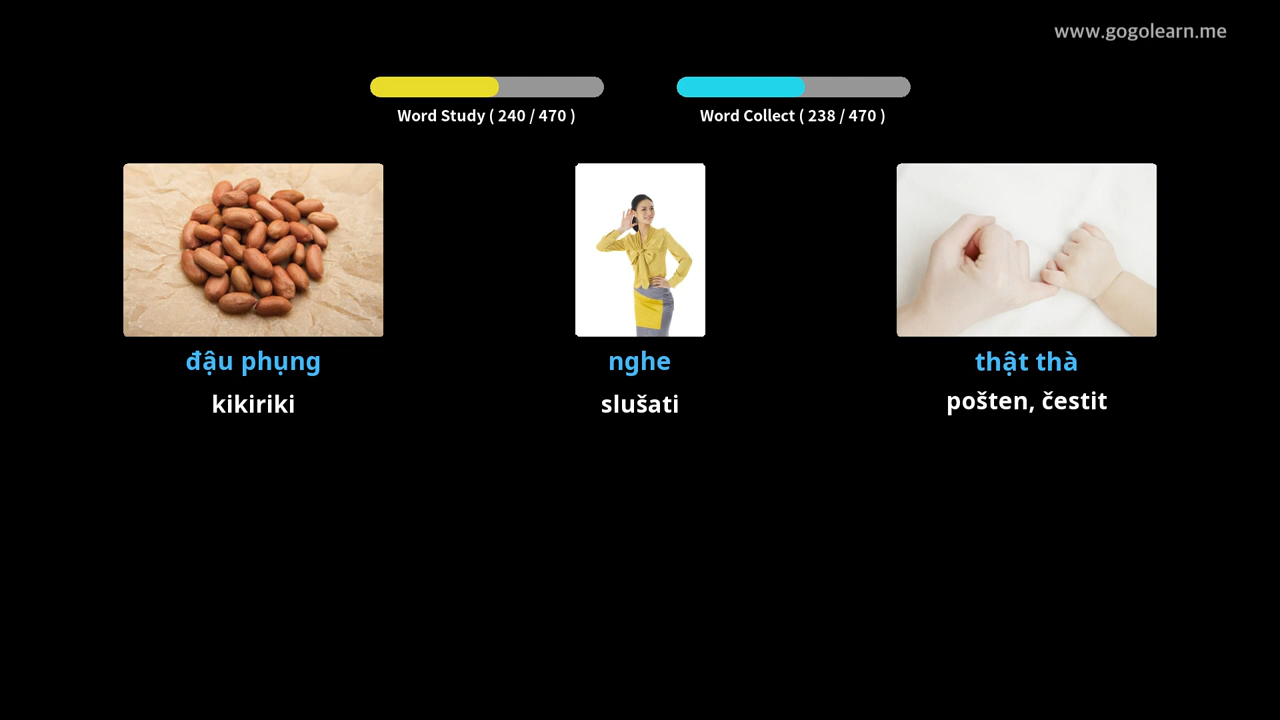 www.gogolearn.me
Word Study ( 240 / 470 )
Word Collect ( 238 / 470 )
đậu phụng
nghe
thật thà
kikiriki
slušati
pošten, čestit